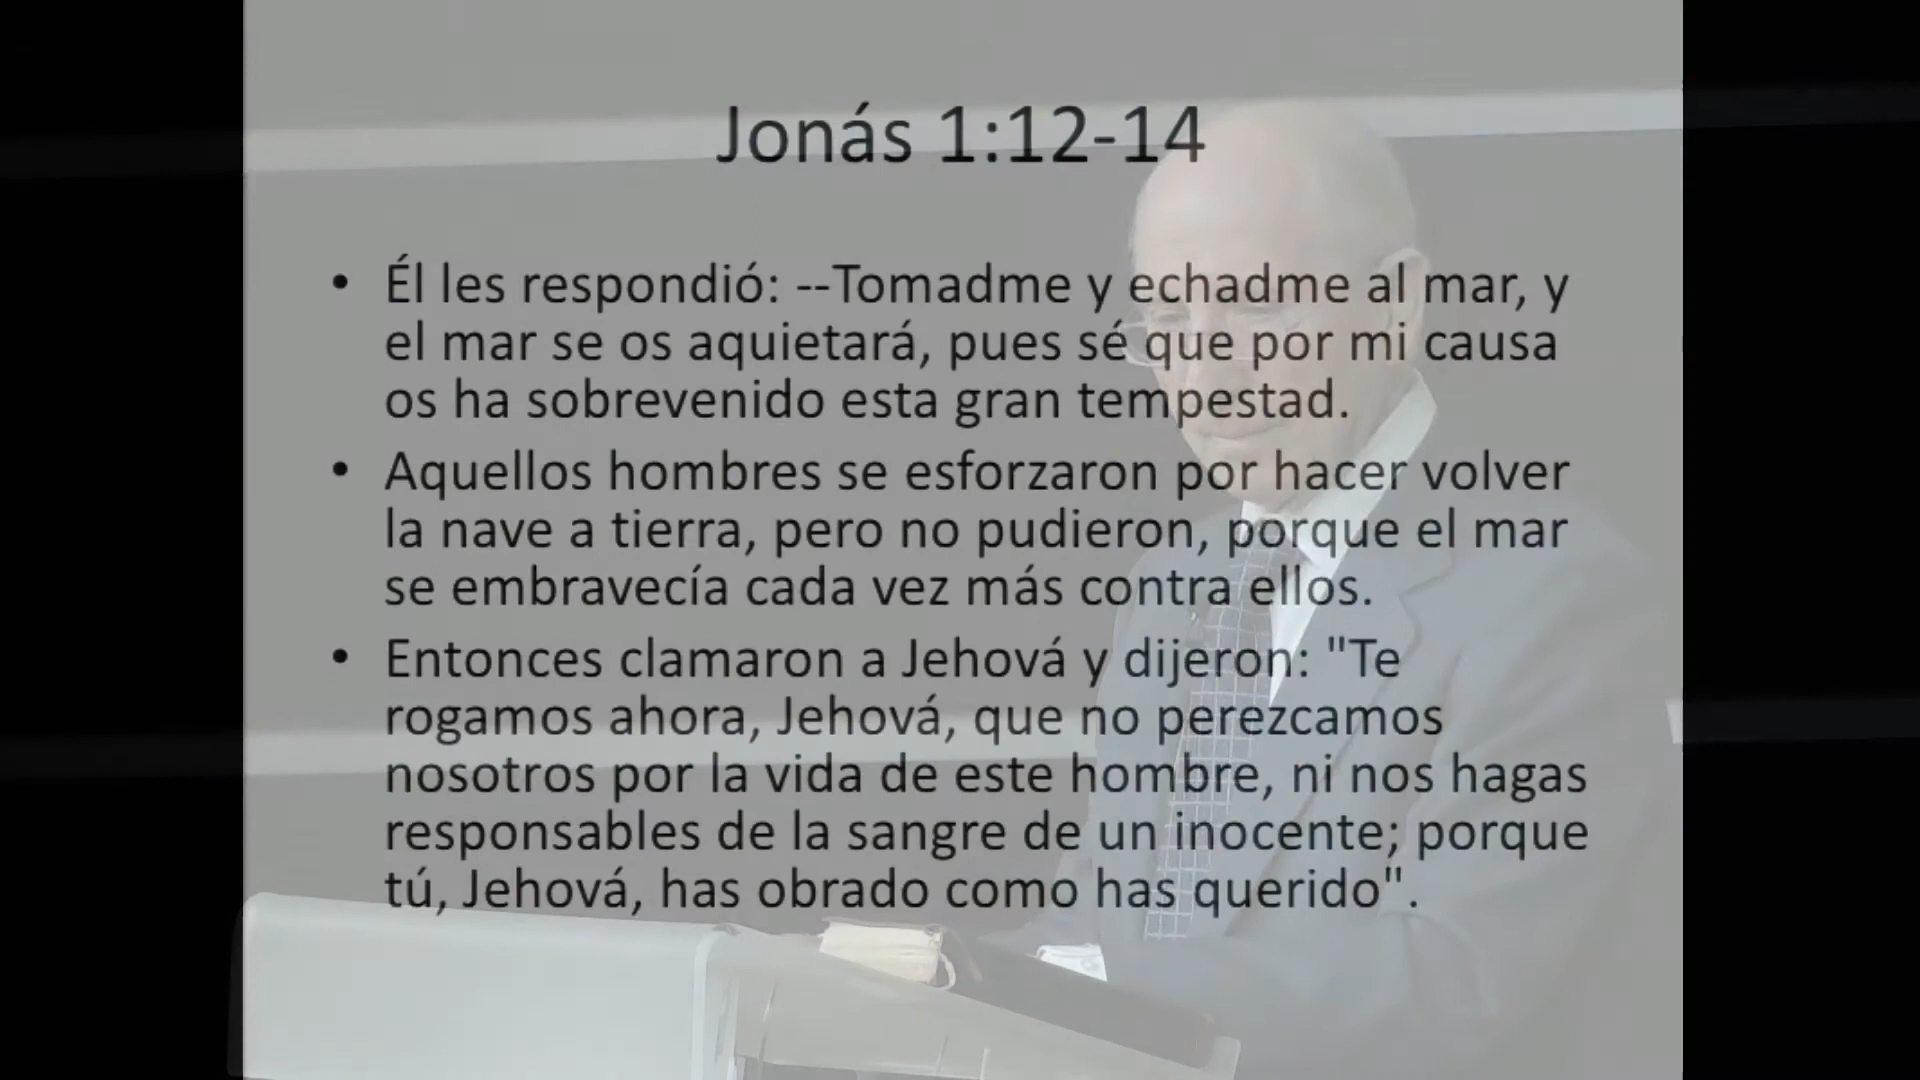 Jonás 1:12-14
• Él les respondió: --Tomadme y echadme al mar, y
el mar se os aquietará, pues sé que por mi causa
os ha sobrevenido esta gran tempestad.
• Aquellos hombres se esforzaron por hacer volver
la nave a tierra, pero no pudieron, porque el mar
se embravecía cada vez más contra ellos.
• Entonces clamaron a Jehová y dijeron: "Te
rogamos ahora, Jehová, que no perezcamos
nosotros por la vida de este hombre, ni nos hagas
responsables de la sangre de un inocente; porque
tú, Jehová, has obrado como has querido".